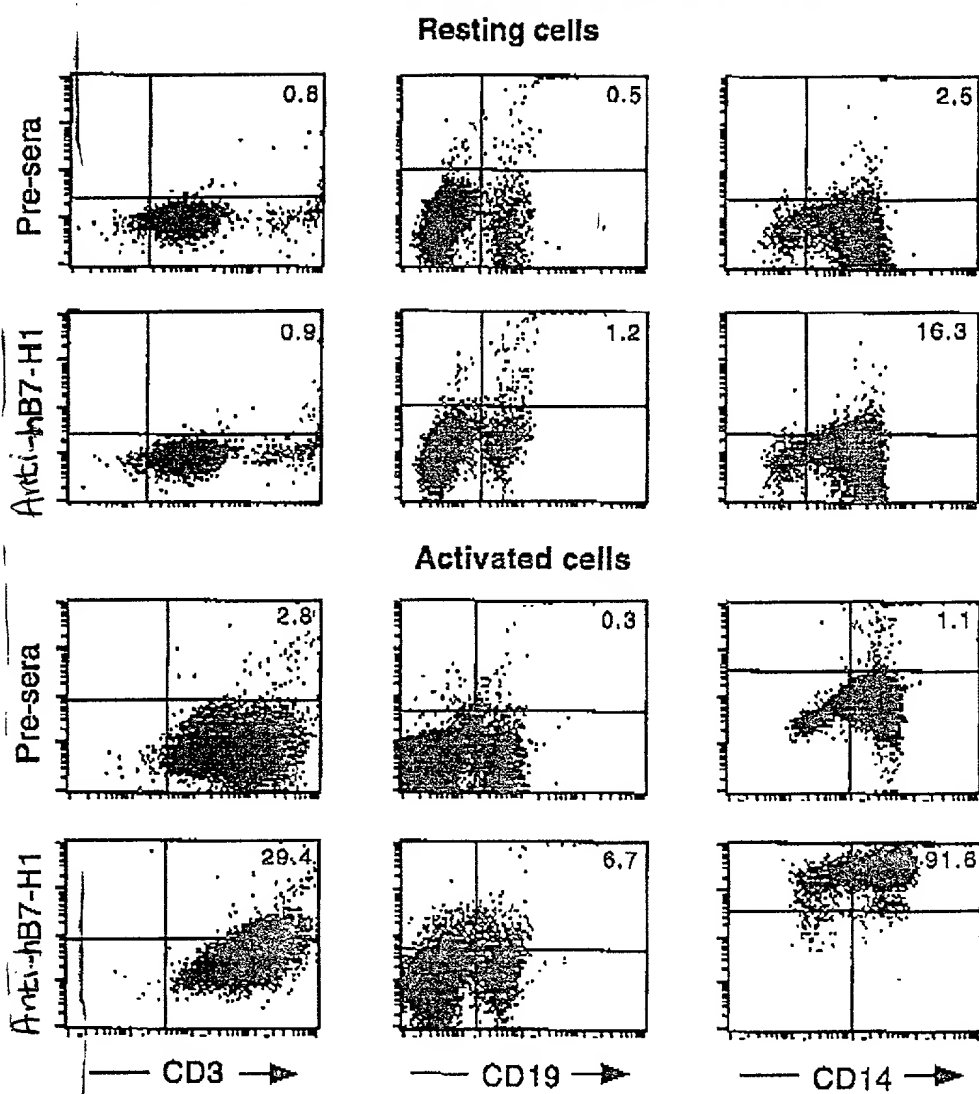 Resting cells
Pre-sera
0.8
0.5
2.5
Anti-hB7-H1
0.9
1.2
16.3
Activated cells
Pre-sera
2.8
0.3
1.1
Anti-hB7-H1
29.4
6.7
91.6
CD3
CD19
CD14